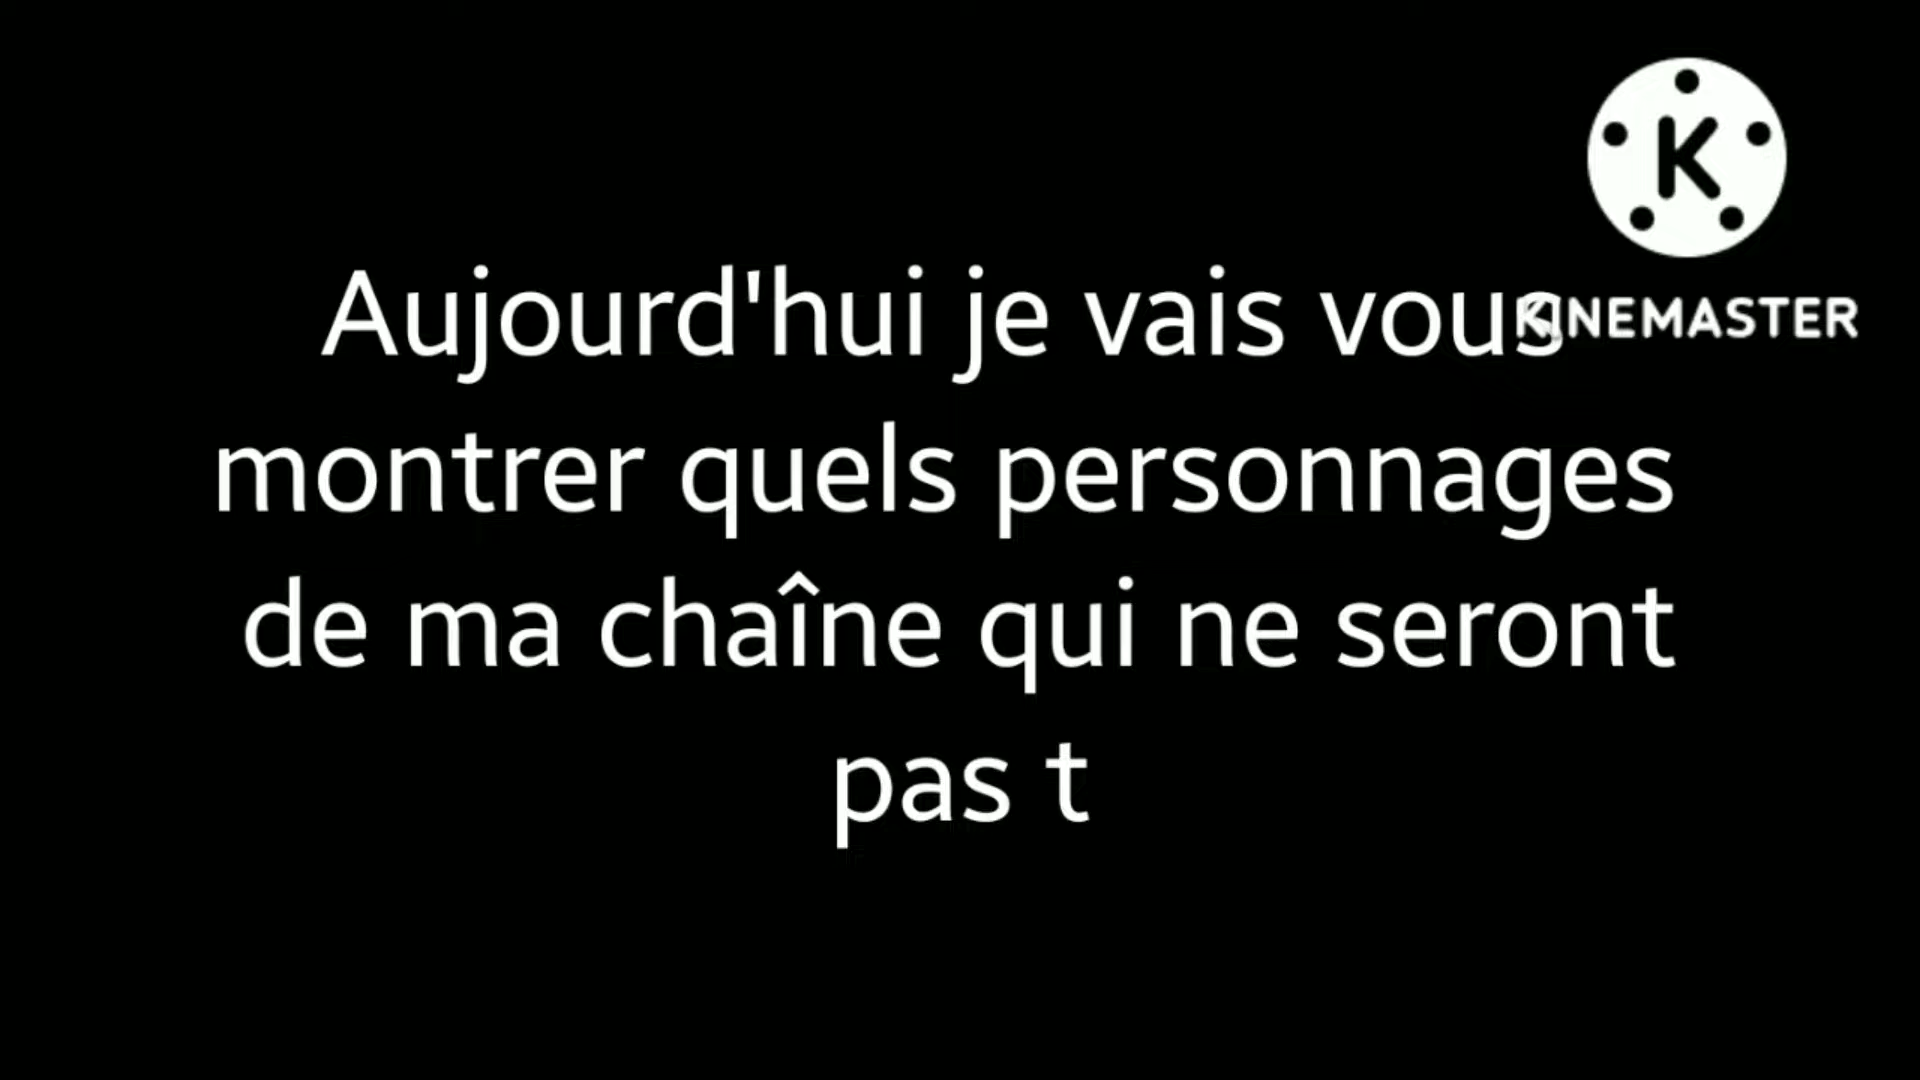 Aujourd'hui je vais vous
KINEMASTER
montrer quels personnages
de ma chaîne qui ne seront
pas t